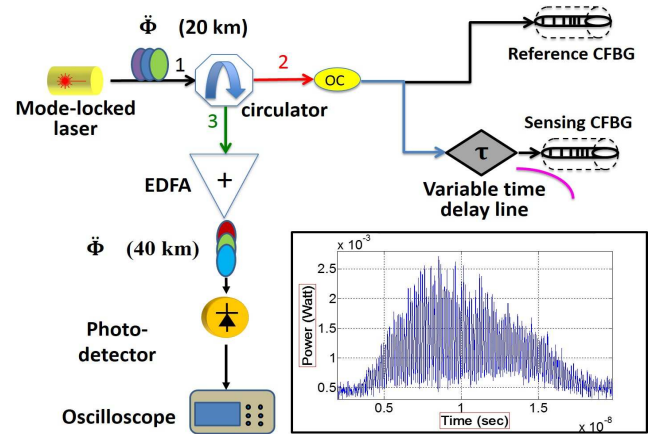 Φ̈ (20 km)
1
2
3
OC
Mode-locked
laser
circulator
Reference CFBG
Sensing CFBG
τ
Variable time
delay line
EDFA
+
Φ̈ (40 km)
Photo-
detector
Oscilloscope
x 10⁻³
2.5
2
1.5
1
0.5
Power (Watt)
0.5
1
1.5
Time (sec)
x 10⁻⁸